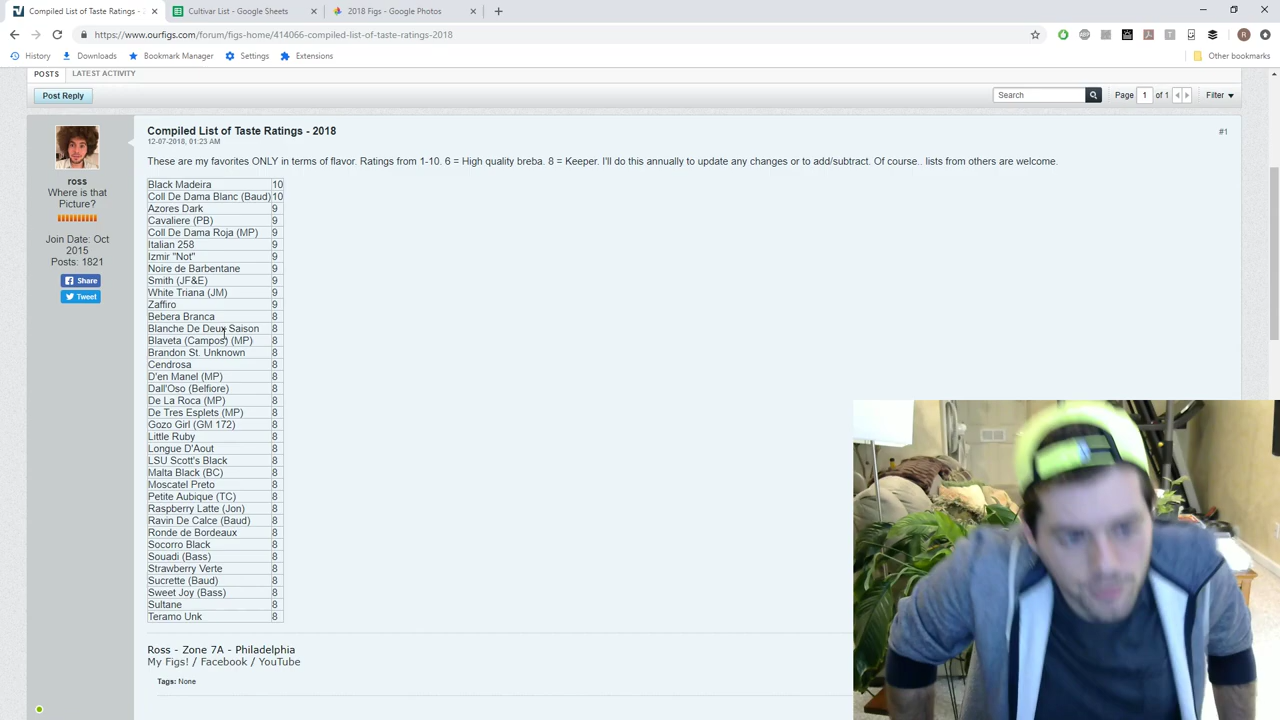 Compiled List of Taste Ratings -
Cultivar List - Google Sheets
2018 Figs - Google Photos
https://www.ourfigs.com/forum/figs-home/414066-compiled-list-of-taste-ratings-2018
History
Downloads
Bookmark Manager
Settings
Extensions
Other bookmarks
POSTS
LATEST ACTIVITY
Post Reply
Search
Page 1 of 1
Filter
Compiled List of Taste Ratings - 2018
#1
12-07-2018, 01:23 AM
These are my favorites ONLY in terms of flavor. Ratings from 1-10. 6 = High quality breba. 8 = Keeper. I'll do this annually to update any changes or to add/subtract. Of course.. lists from others are welcome.
ross
Where is that
Picture?
Join Date: Oct
2015
Posts: 1821
Share
Tweet
Black Madeira 10
Coll De Dama Blanc (Baud) 10
Azores Dark 9
Cavaliere (PB) 9
Coll De Dama Roja (MP) 9
Italian 258 9
Izmir "Not" 9
Noire de Barbentane 9
Smith (JF&E) 9
White Triana (JM) 9
Zaffiro 9
Bebera Branca 8
Blanche De Deux Saison 8
Blaveta (Campos) (MP) 8
Brandon St. Unknown 8
Cendrosa 8
D'en Manel (MP) 8
Dall'Oso (Belfiore) 8
De La Roca (MP) 8
De Tres Esplets (MP) 8
Gozo Girl (GM 172) 8
Little Ruby 8
Longue D'Aout 8
LSU Scott's Black 8
Malta Black (BC) 8
Moscatel Preto 8
Petite Aubique (TC) 8
Raspberry Latte (Jon) 8
Ravin De Calce (Baud) 8
Ronde de Bordeaux 8
Socorro Black 8
Souadi (Bass) 8
Strawberry Verte 8
Sucrette (Baud) 8
Sweet Joy (Bass) 8
Sultane 8
Teramo Unk 8
Ross - Zone 7A - Philadelphia
My Figs! / Facebook / YouTube
Tags: None